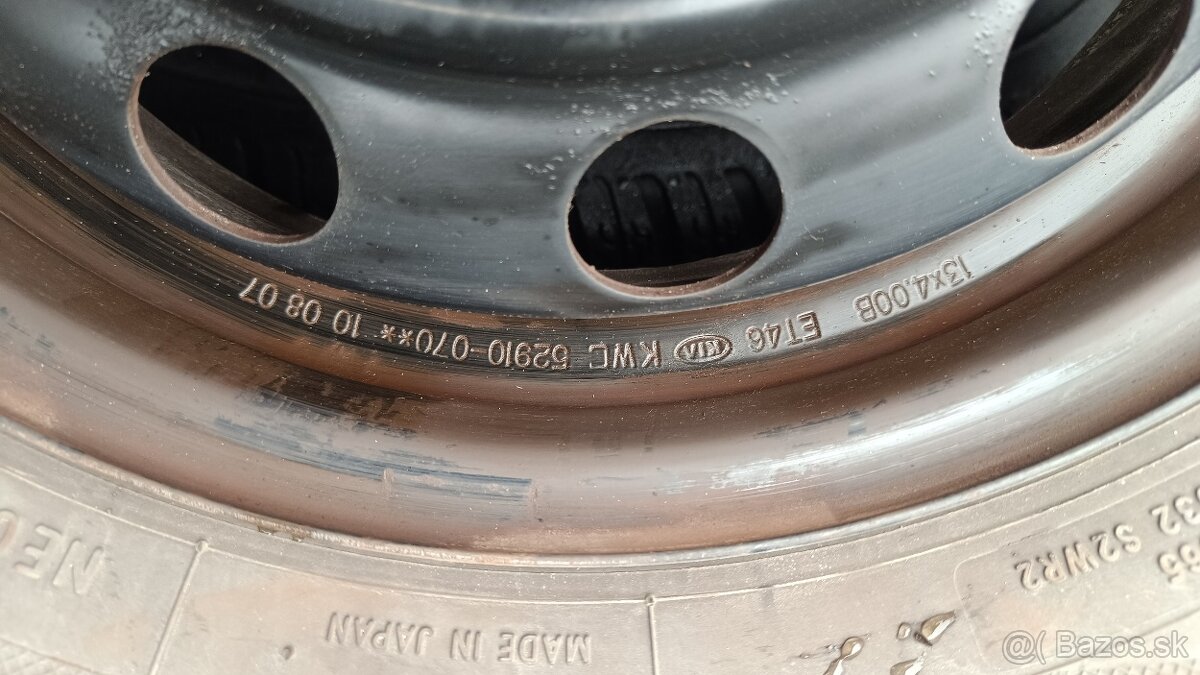 13x4.00B ET46 KIA KWC 52910-070** 10 08 07
S2WR2
MADE IN JAPAN
@( Bazos.sk